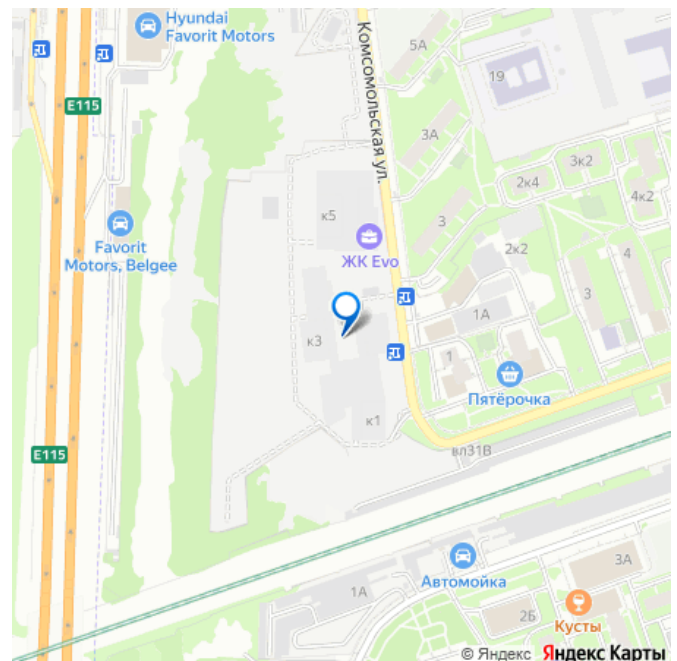 Hyundai
Favorit Motors
Комсомольская ул.
5А
19
E115
3А
3к2
2к4
4к2
к5
3
Favorit
Motors, Belgee
ЖК Evo
2к2
4
3
1А
к3
1
Пятёрочка
к1
вл31В
E115
Автомойка
3А
1А
2Б
Кусты
© Яндекс Яндекс Карты